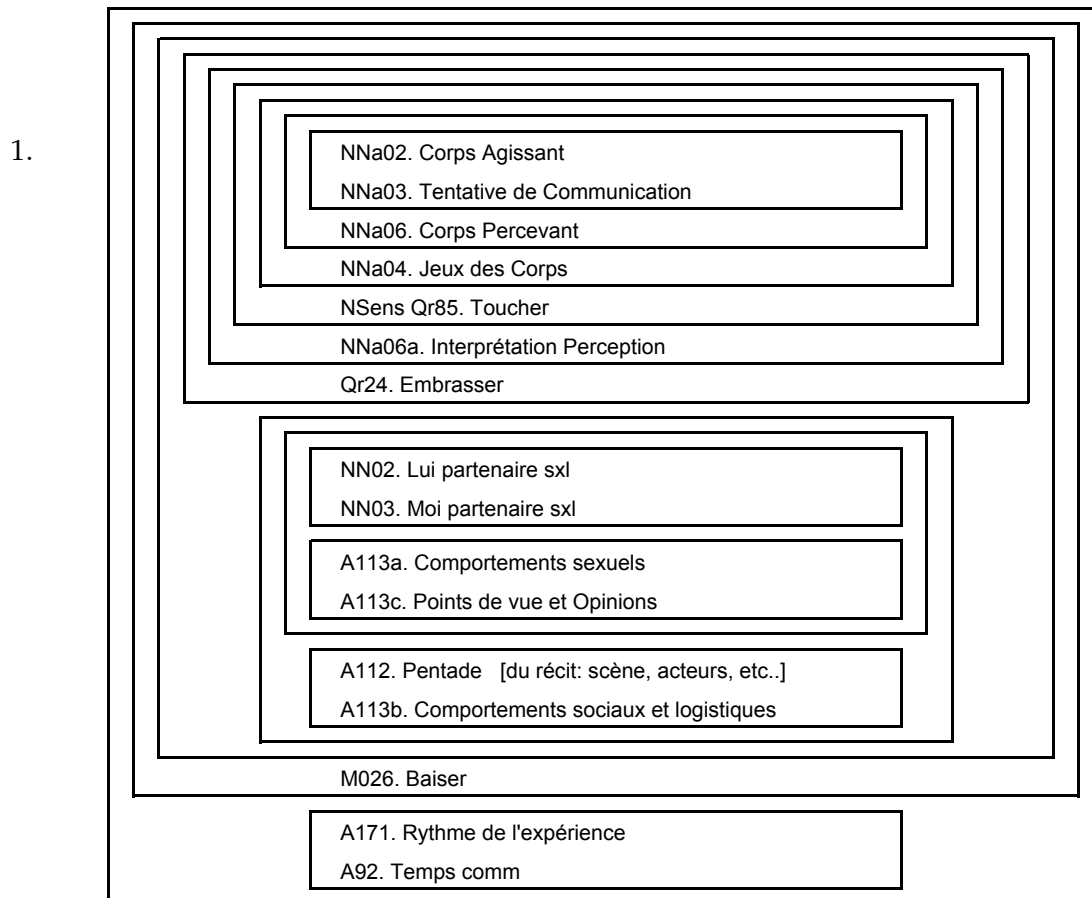 1.
NNa02. Corps Agissant
NNa03. Tentative de Communication
NNa06. Corps Percevant
NNa04. Jeux des Corps
NSens Qr85. Toucher
NNa06a. Interprétation Perception
Qr24. Embrasser
NN02. Lui partenaire sxl
NN03. Moi partenaire sxl
A113a. Comportements sexuels
A113c. Points de vue et Opinions
A112. Pentade [du récit: scène, acteurs, etc..]
A113b. Comportements sociaux et logistiques
M026. Baiser
A171. Rythme de l'expérience
A92. Temps comm